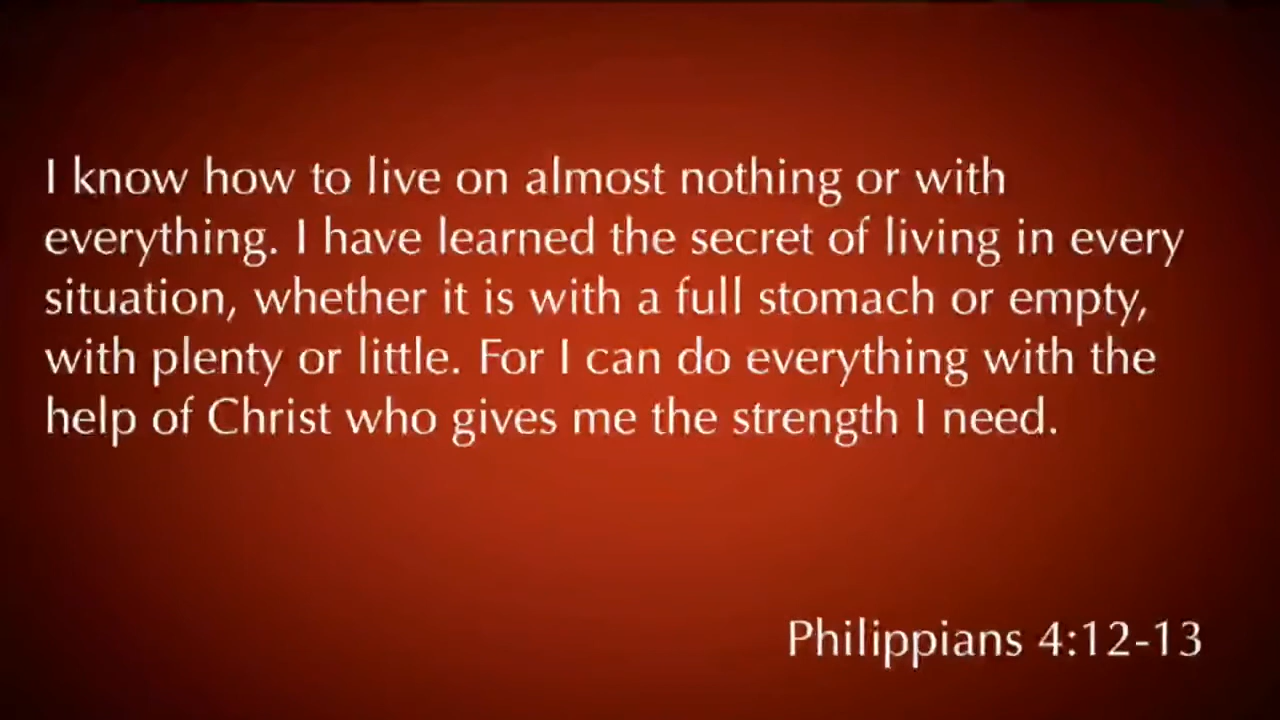 I know how to live on almost nothing or with
everything. I have learned the secret of living in every
situation, whether it is with a full stomach or empty,
with plenty or little. For I can do everything with the
help of Christ who gives me the strength I need.
Philippians 4:12-13